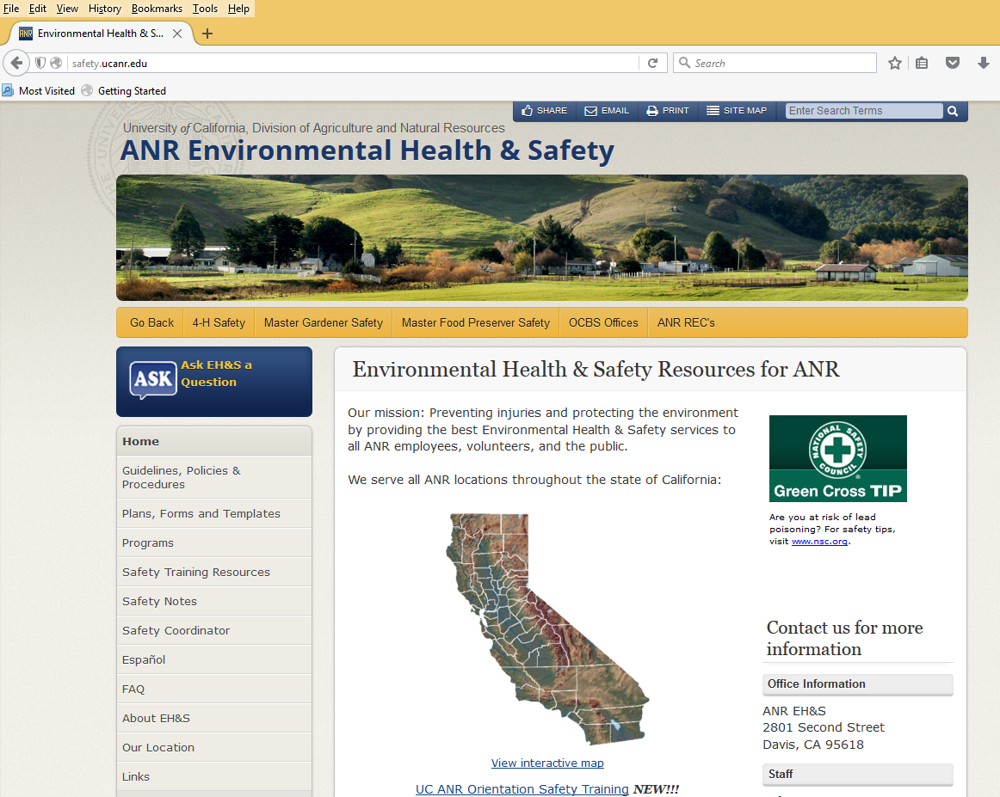 File Edit View History Bookmarks Tools Help
ANR Environmental Health & S...
safety.ucanr.edu
Search
Most Visited Getting Started
SHARE EMAIL PRINT SITE MAP Enter Search Terms
University of California, Division of Agriculture and Natural Resources
ANR Environmental Health & Safety
Go Back 4-H Safety Master Gardener Safety Master Food Preserver Safety OCBS Offices ANR REC's
ASK
Ask EH&S a
Question
Home
Guidelines, Policies &
Procedures
Plans, Forms and Templates
Programs
Safety Training Resources
Safety Notes
Safety Coordinator
Español
FAQ
About EH&S
Our Location
Links
Environmental Health & Safety Resources for ANR
Our mission: Preventing injuries and protecting the environment
by providing the best Environmental Health & Safety services to
all ANR employees, volunteers, and the public.
We serve all ANR locations throughout the state of California:
View interactive map
UC ANR Orientation Safety Training NEW!!!
NATIONAL SAFETY
COUNCIL
Green Cross TIP
Are you at risk of lead
poisoning? For safety tips,
visit www.nsc.org.
Contact us for more
information
Office Information
ANR EH&S
2801 Second Street
Davis, CA 95618
Staff